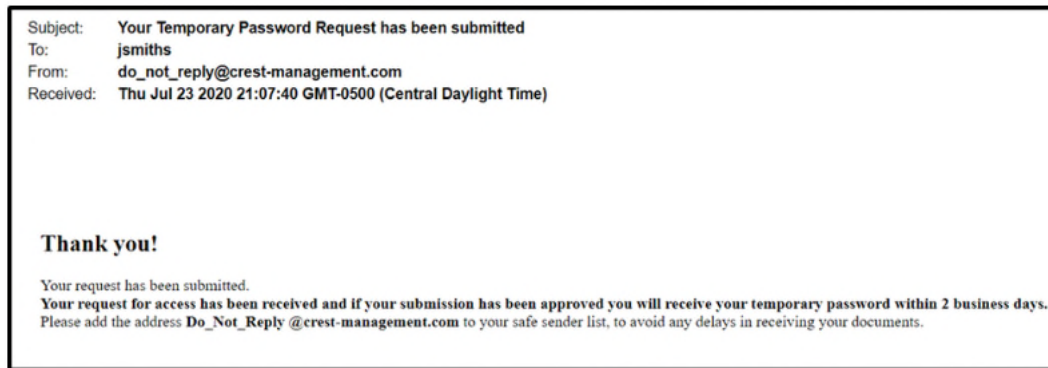 Subject: Your Temporary Password Request has been submitted
To: jsmiths
From: do_not_reply@crest-management.com
Received: Thu Jul 23 2020 21:07:40 GMT-0500 (Central Daylight Time)
Thank you!
Your request has been submitted.
Your request for access has been received and if your submission has been approved you will receive your temporary password within 2 business days.
Please add the address Do_Not_Reply @crest-management.com to your safe sender list, to avoid any delays in receiving your documents.